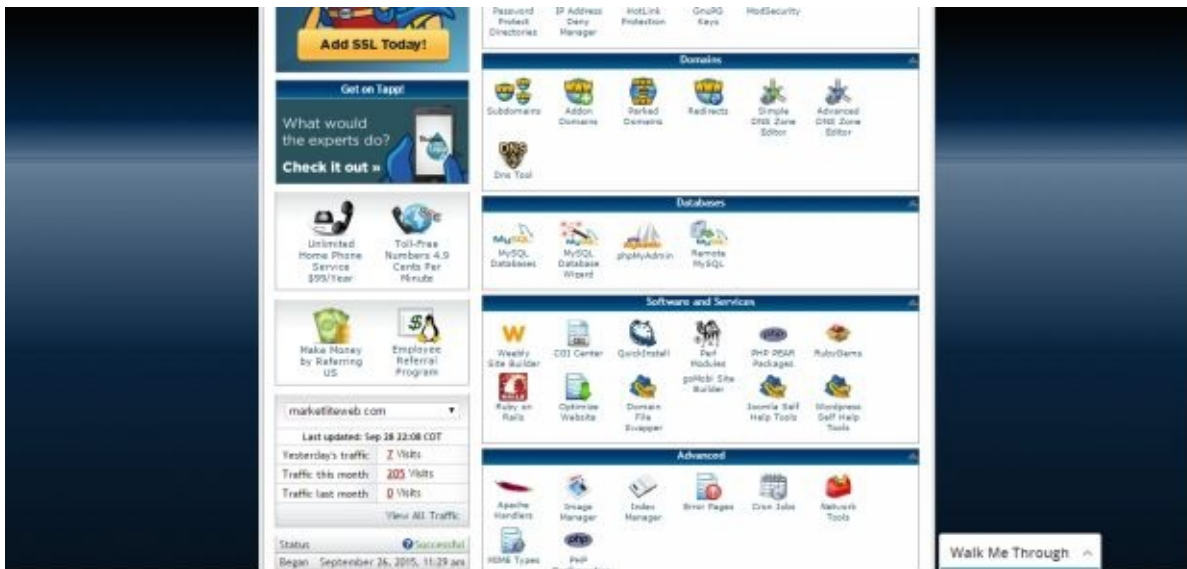 Add SSL Today!
Get on Tapp!
What would
the experts do?
Check it out »
Unlimited
Home Phone
Service
$99/Year
Toll-Free
Numbers 4.9
Cents Per
Minute
Make Money
by Referring
US
Employee
Referral
Program
marketliteweb.com
Last updated: Sep 28 22:08 CDT
Yesterday's traffic 7 Visits
Traffic this month 205 Visits
Traffic last month 0 Visits
View All Traffic
Status Successful
Began September 26, 2015, 11:29 am
Password
Protect
Directories
IP Address
Deny
Manager
HotLink
Protection
GnuPG
Keys
ModSecurity
Domains
Subdomains
Addon
Domains
Parked
Domains
Redirects
Simple
DNS Zone
Editor
Advanced
DNS Zone
Editor
DNS
Dns Tool
Databases
MySQL
Databases
MySQL
Database
Wizard
phpMyAdmin
Remote
MySQL
Software and Services
Weebly
Site Builder
CGI Center
QuickInstall
Perl
Modules
php
PHP PEAR
Packages
RubyGems
Ruby on
Rails
Optimize
Website
Domain
File
Swapper
goMobi Site
Builder
Joomla Self
Help Tools
Wordpress
Self Help
Tools
Advanced
Apache
Handlers
Image
Manager
Index
Manager
Error Pages
Cron Jobs
Network
Tools
MIME Types
php
PHP
Walk Me Through